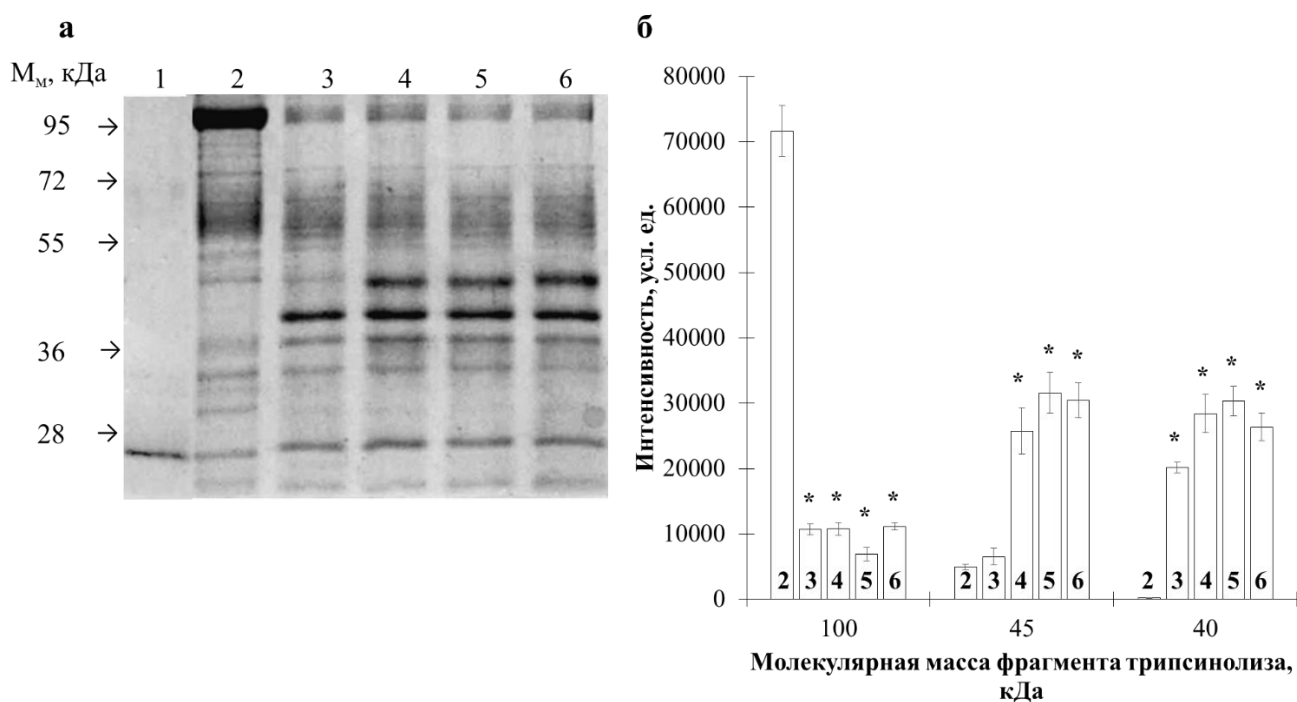 а
Мм, кДа 1 2 3 4 5 6
95 →
72 →
55 →
36 →
28 →
б
Интенсивность, усл. ед.
80000
70000
60000
50000
40000
30000
20000
10000
0
* * * *
* * *
* * * *
2 3 4 5 6 2 3 4 5 6 2 3 4 5 6
100 45 40
Молекулярная масса фрагмента трипсинолиза,
кДа